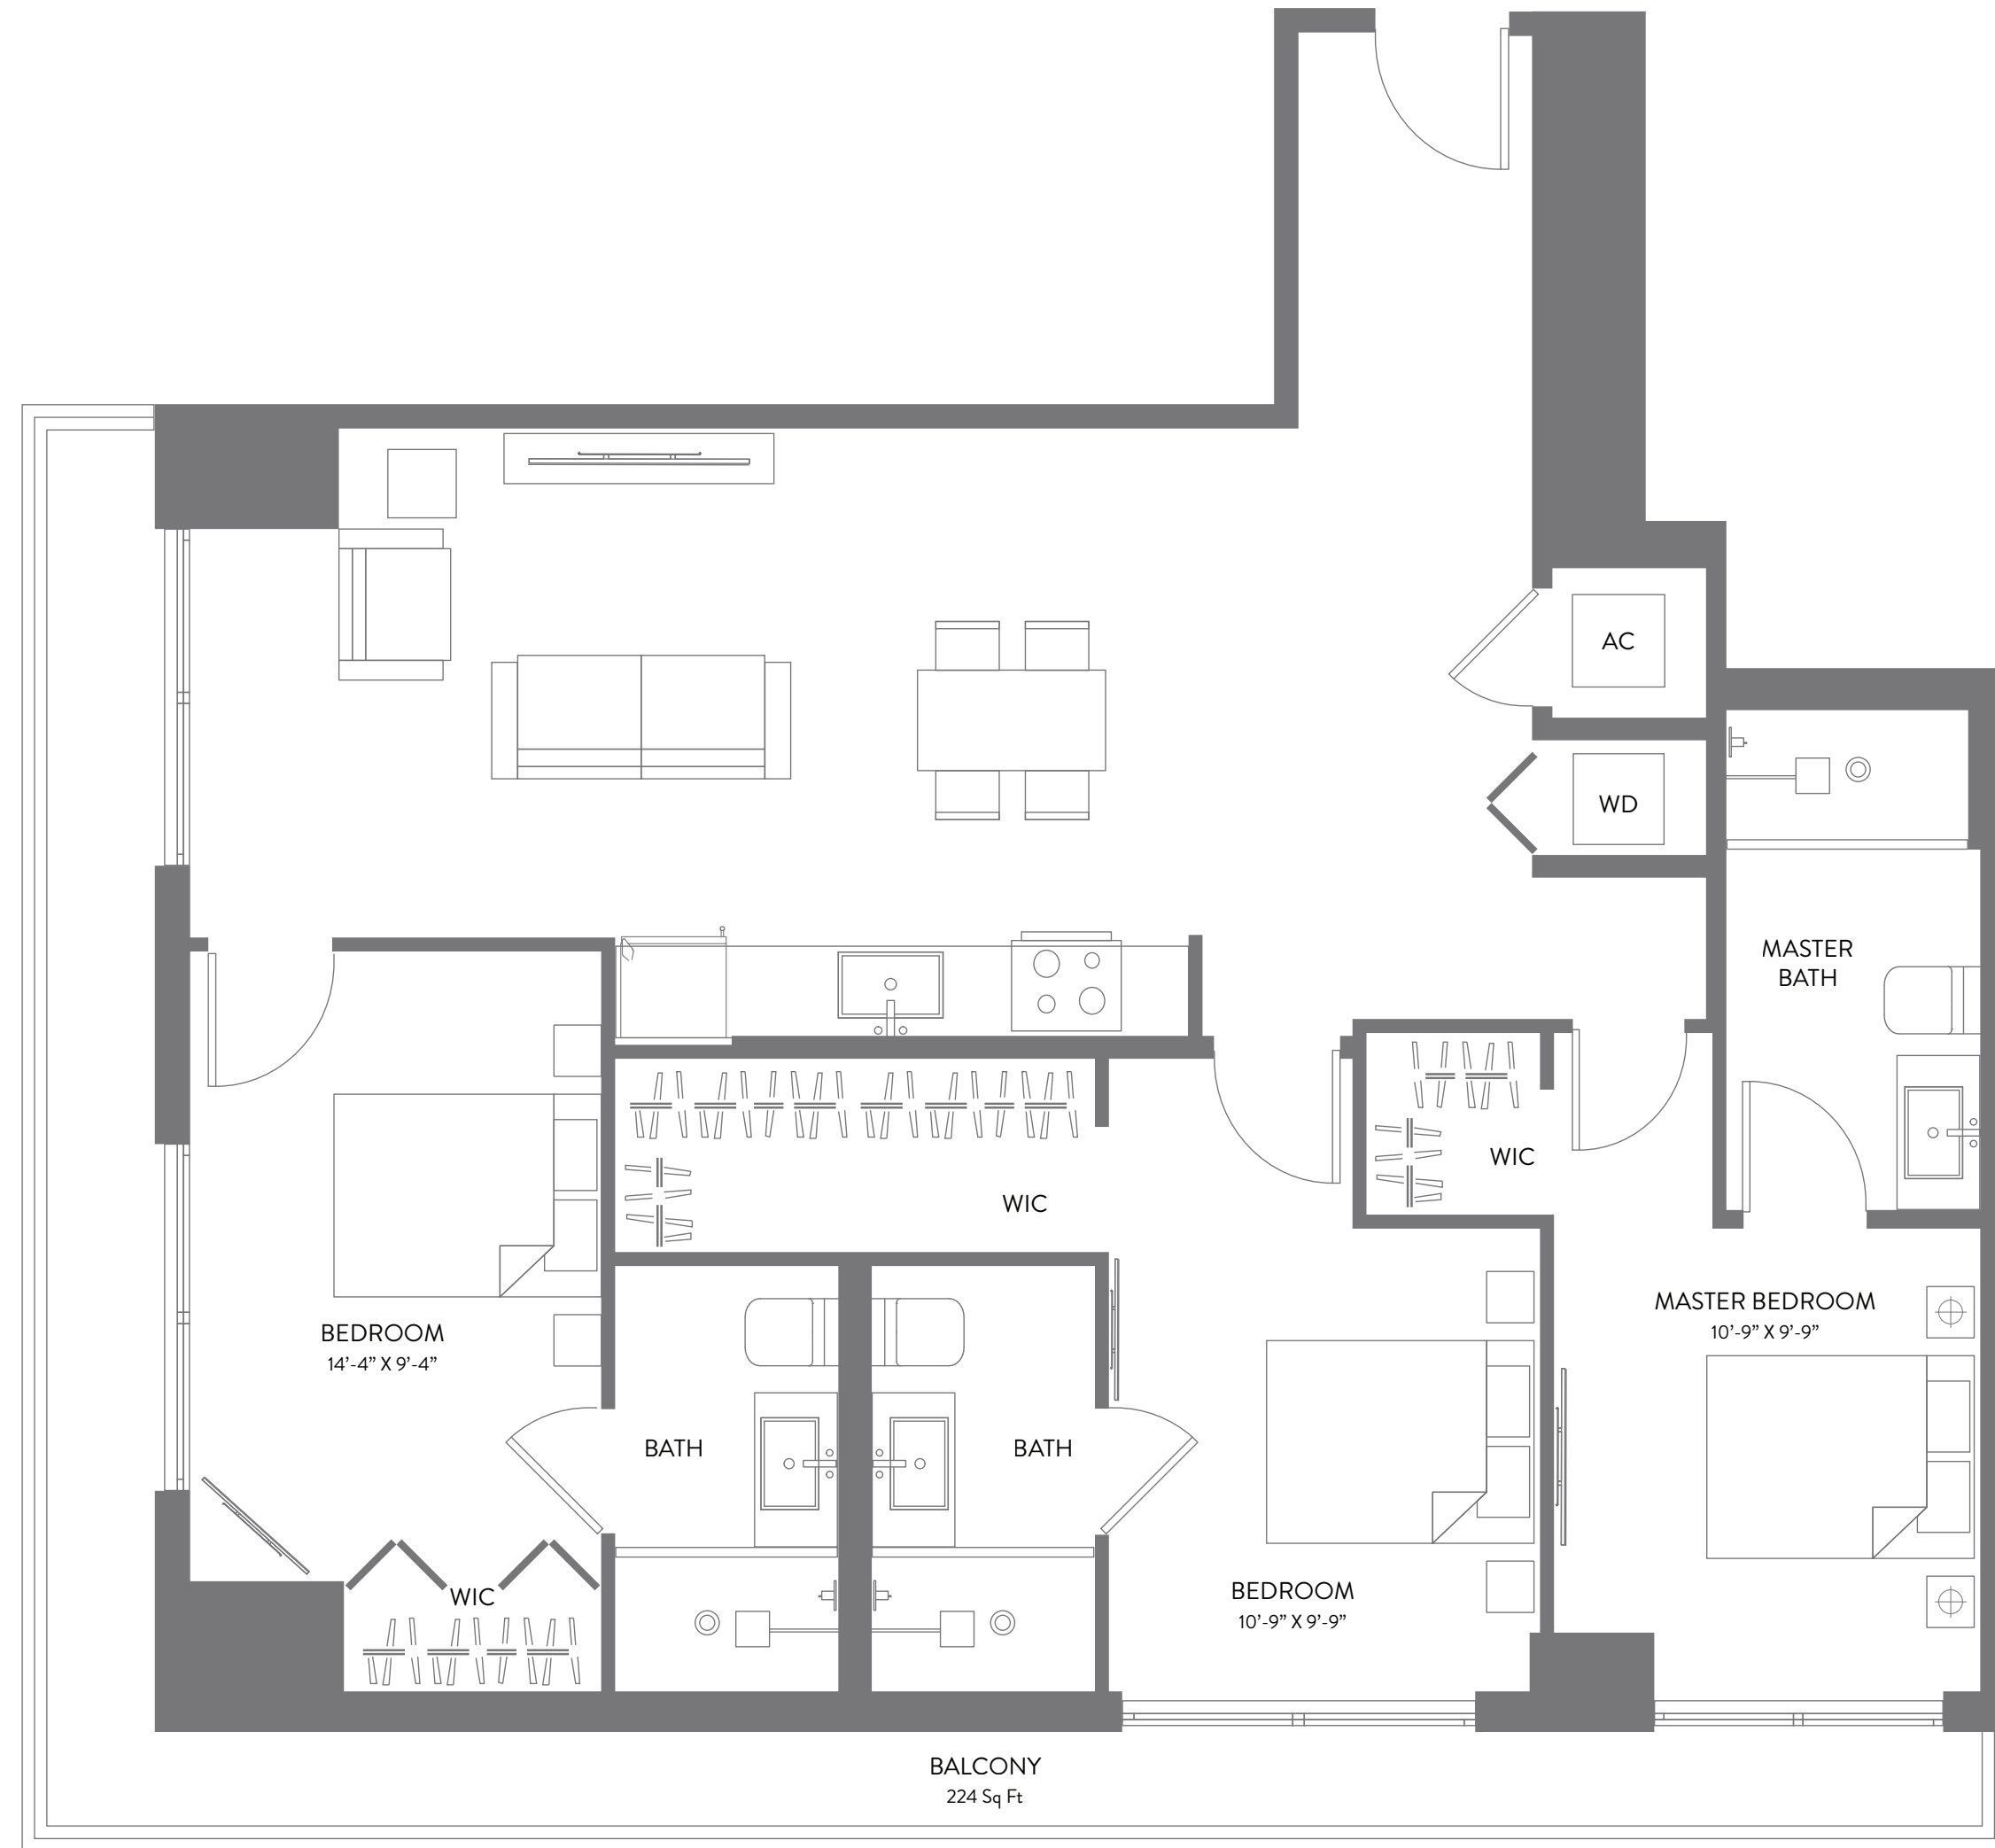 AC
WD
MASTER
BATH
WIC
WIC
MASTER BEDROOM
10'-9” X 9'-9”
BEDROOM
14'-4” X 9'-4”
BATH
BATH
BEDROOM
10'-9” X 9'-9”
WIC
BALCONY
224 Sq Ft